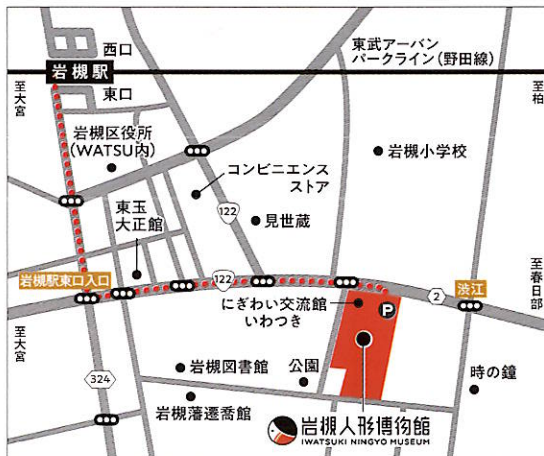 西口
岩槻駅
東口
東武アーバン
パークライン(野田線)
至大宮
至柏
岩槻区役所
(WATSU内)
コンビニエンス
ストア
岩槻小学校
東玉
大正館
122
見世蔵
岩槻駅東口入口
122
にぎわい交流館
いわつき
P
2
渋江
至春日部
至大宮
324
岩槻図書館
公園
時の鐘
岩槻藩遷喬館
岩槻人形博物館
IWATSUKI NINGYO MUSEUM